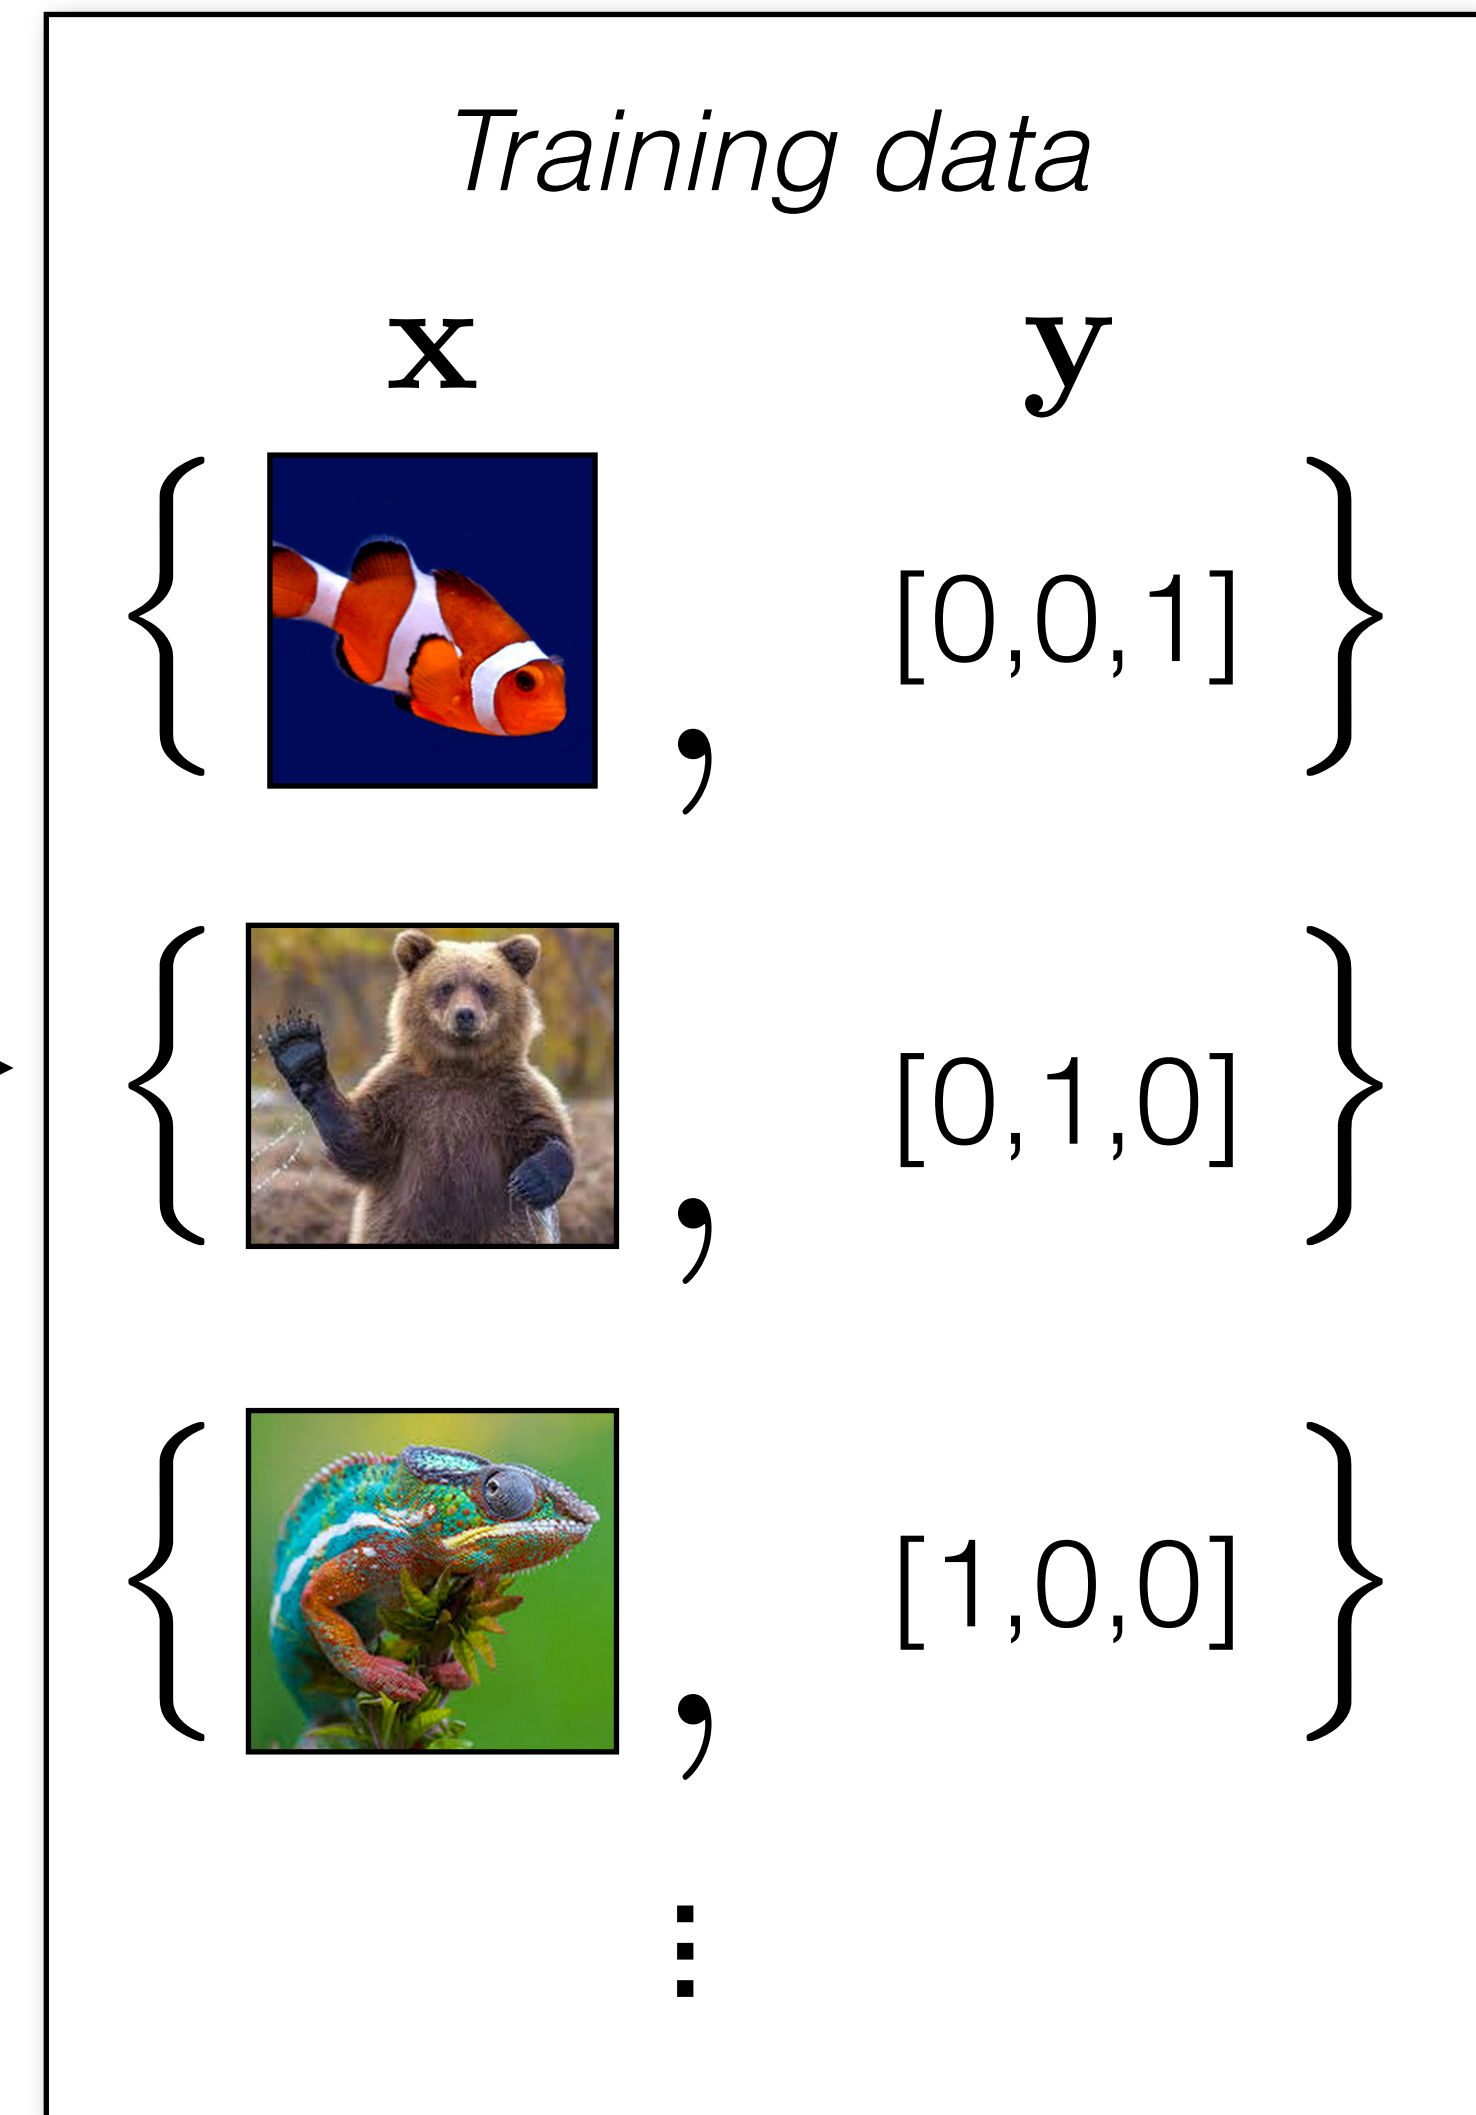 Training data
x y
{ , [0,0,1] }
{ , [0,1,0] }
{ , [1,0,0] }
⋮